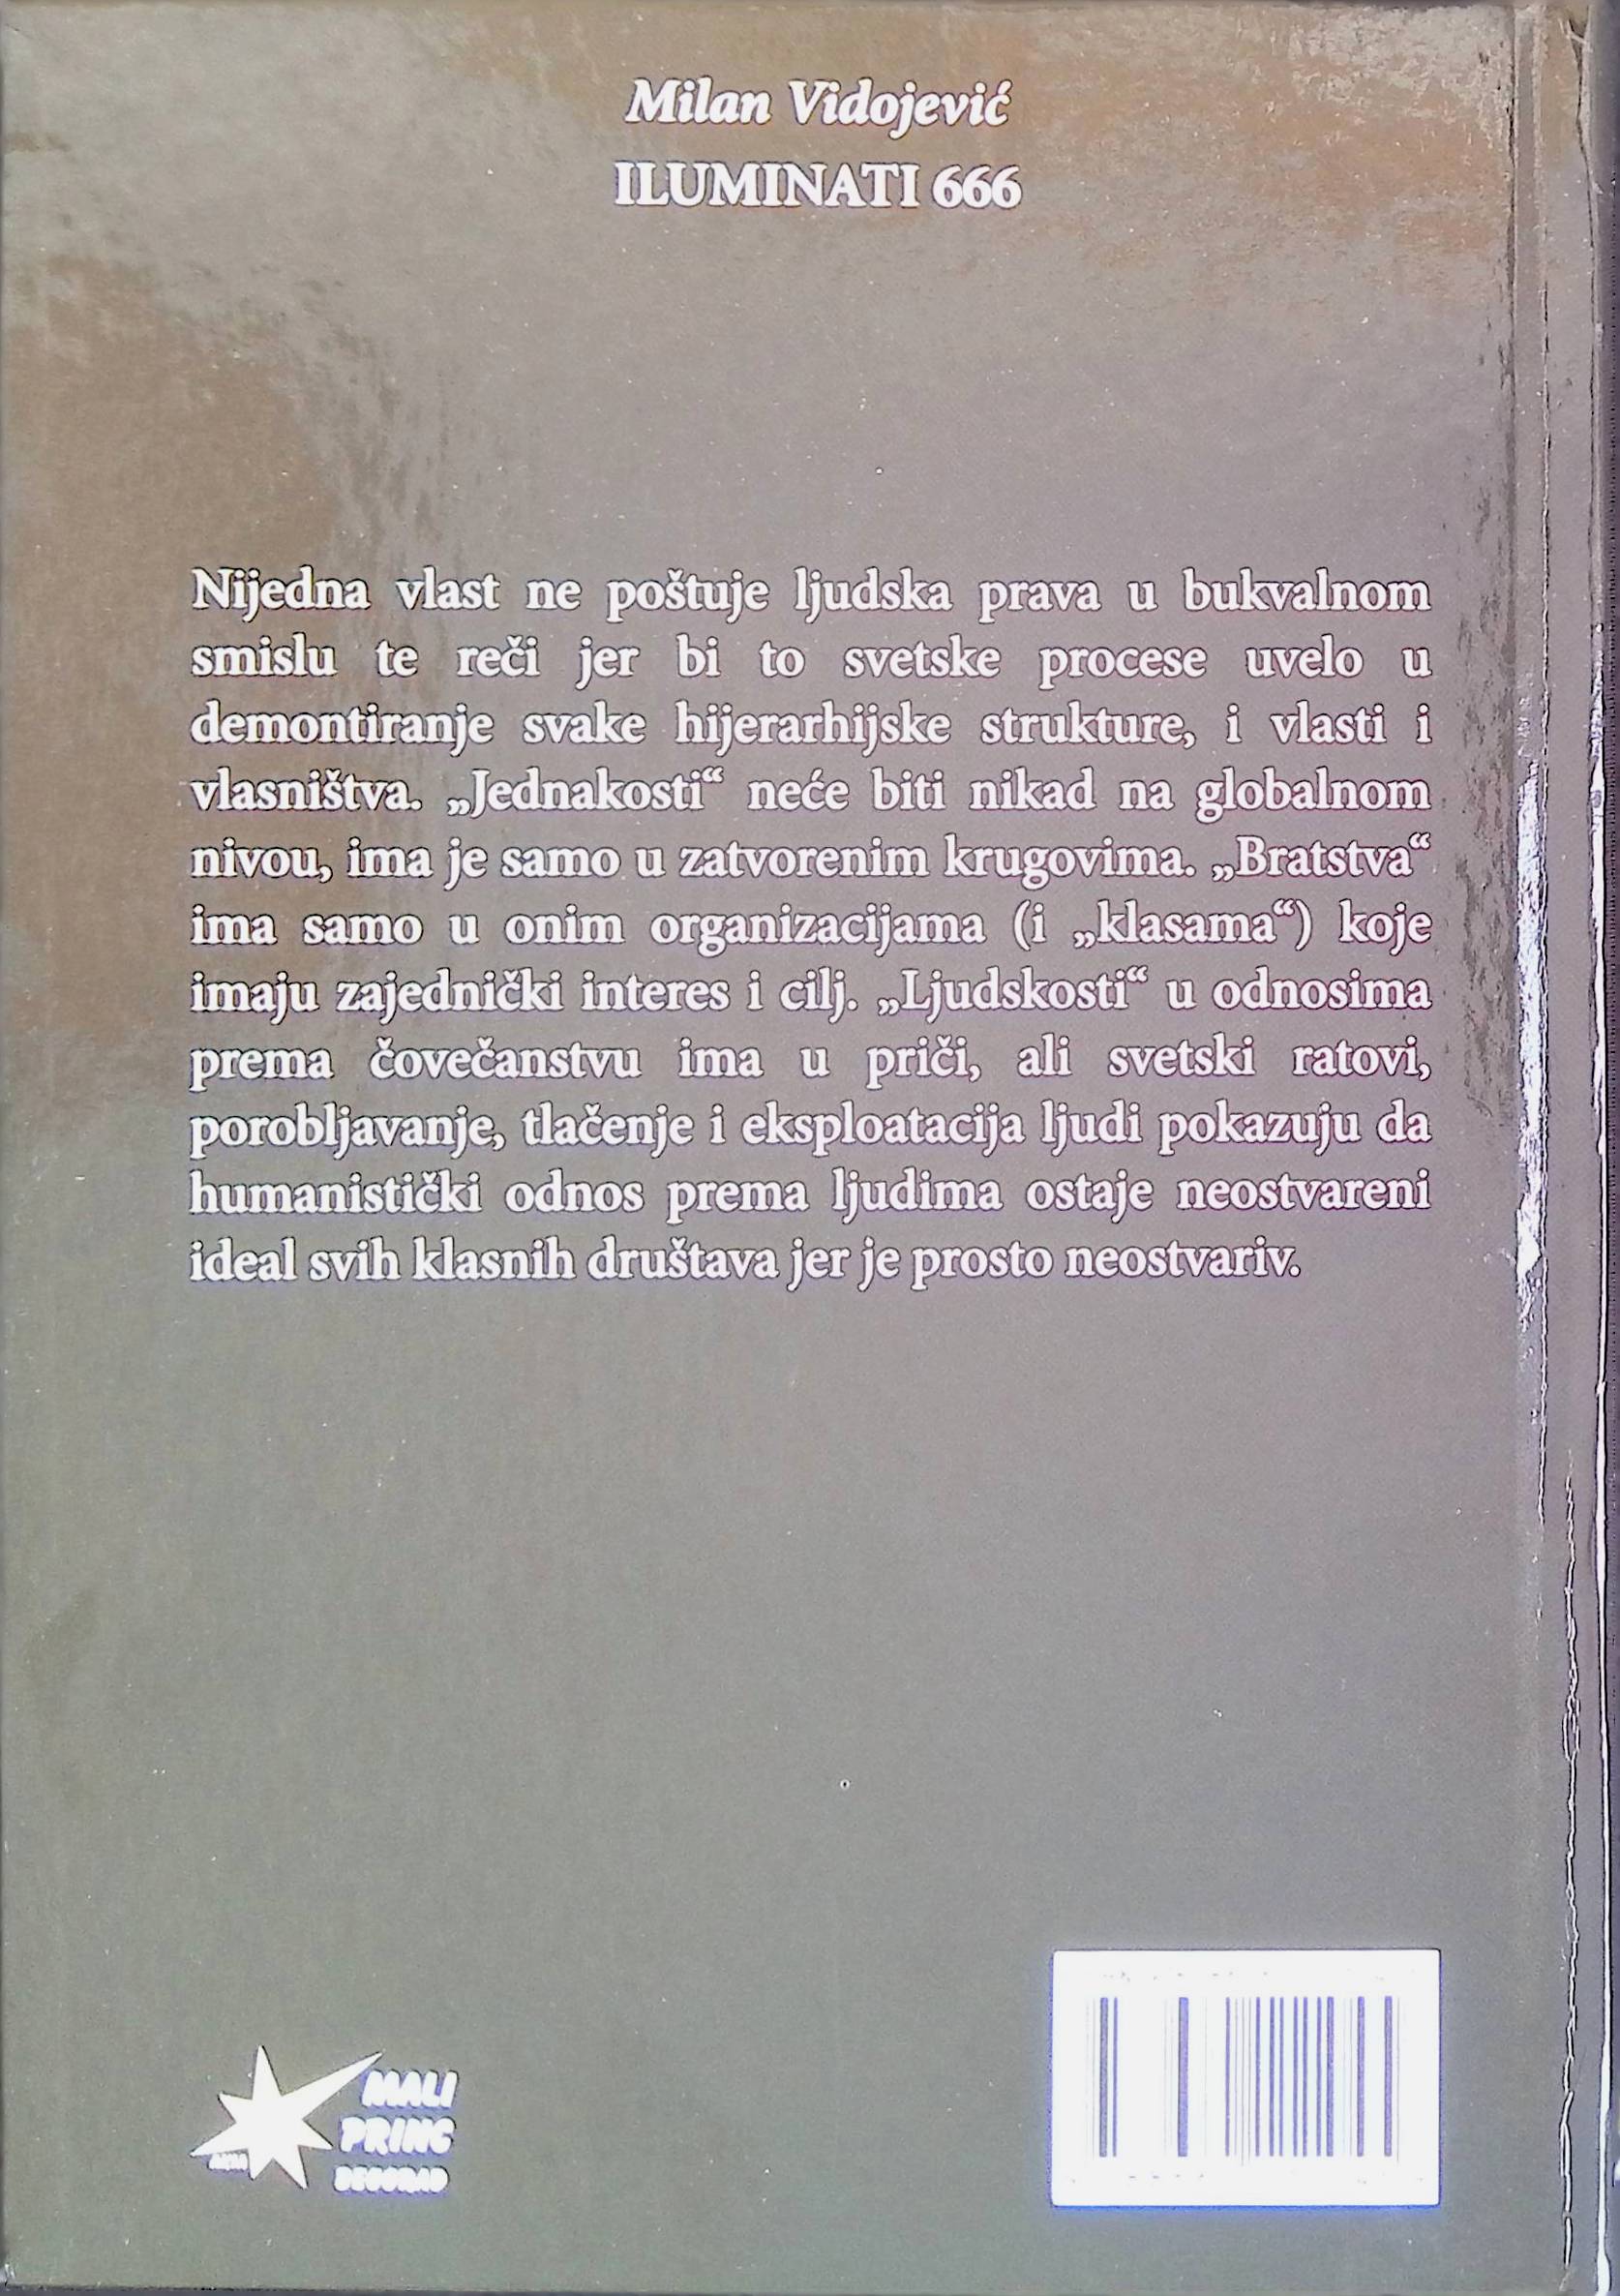 Milan Vidojević
ILUMINATI 666
Nijedna vlast ne poštuje ljudska prava u bukvalnom
smislu te reči jer bi to svetske procese uvelo u
demontiranje svake hijerarhijske strukture, i vlasti i
vlasništva. „Jednakosti“ neće biti nikad na globalnom
nivou, ima je samo u zatvorenim krugovima. „Bratstva“
ima samo u onim organizacijama (i „klasama“) koje
imaju zajednički interes i cilj. „Ljudskosti“ u odnosima
prema čovečanstvu ima u priči, ali svetski ratovi,
porobljavanje, tlačenje i eksploatacija ljudi pokazuju da
humanistički odnos prema ljudima ostaje neostvareni
ideal svih klasnih društava jer je prosto neostvariv.
MALI
PRINC
BEOGRAD